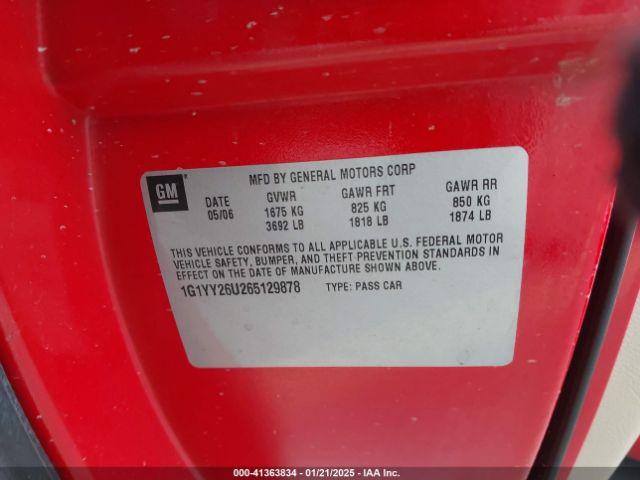 GM
MFD BY GENERAL MOTORS CORP
DATE GVWR GAWR FRT GAWR RR
05/06 1675 KG 825 KG 850 KG
3692 LB 1818 LB 1874 LB
THIS VEHICLE CONFORMS TO ALL APPLICABLE U.S. FEDERAL MOTOR
VEHICLE SAFETY, BUMPER, AND THEFT PREVENTION STANDARDS IN
EFFECT ON THE DATE OF MANUFACTURE SHOWN ABOVE.
1G1YY26U265129878 TYPE: PASS CAR
000-41363834 - 01/21/2025 - IAA Inc.